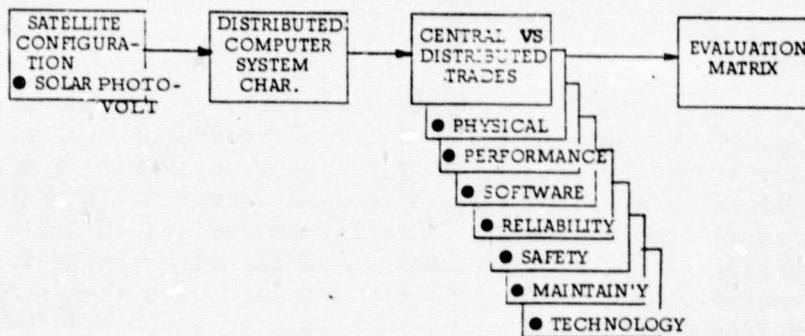 SATELLITE
CONFIGURA-
TION
● SOLAR PHOTO-
VOLT
DISTRIBUTED
COMPUTER
SYSTEM
CHAR.
CENTRAL VS
DISTRIBUTED
TRADES
● PHYSICAL
● PERFORMANCE
● SOFTWARE
● RELIABILITY
● SAFETY
● MAINTAIN'Y
● TECHNOLOGY
EVALUATION
MATRIX